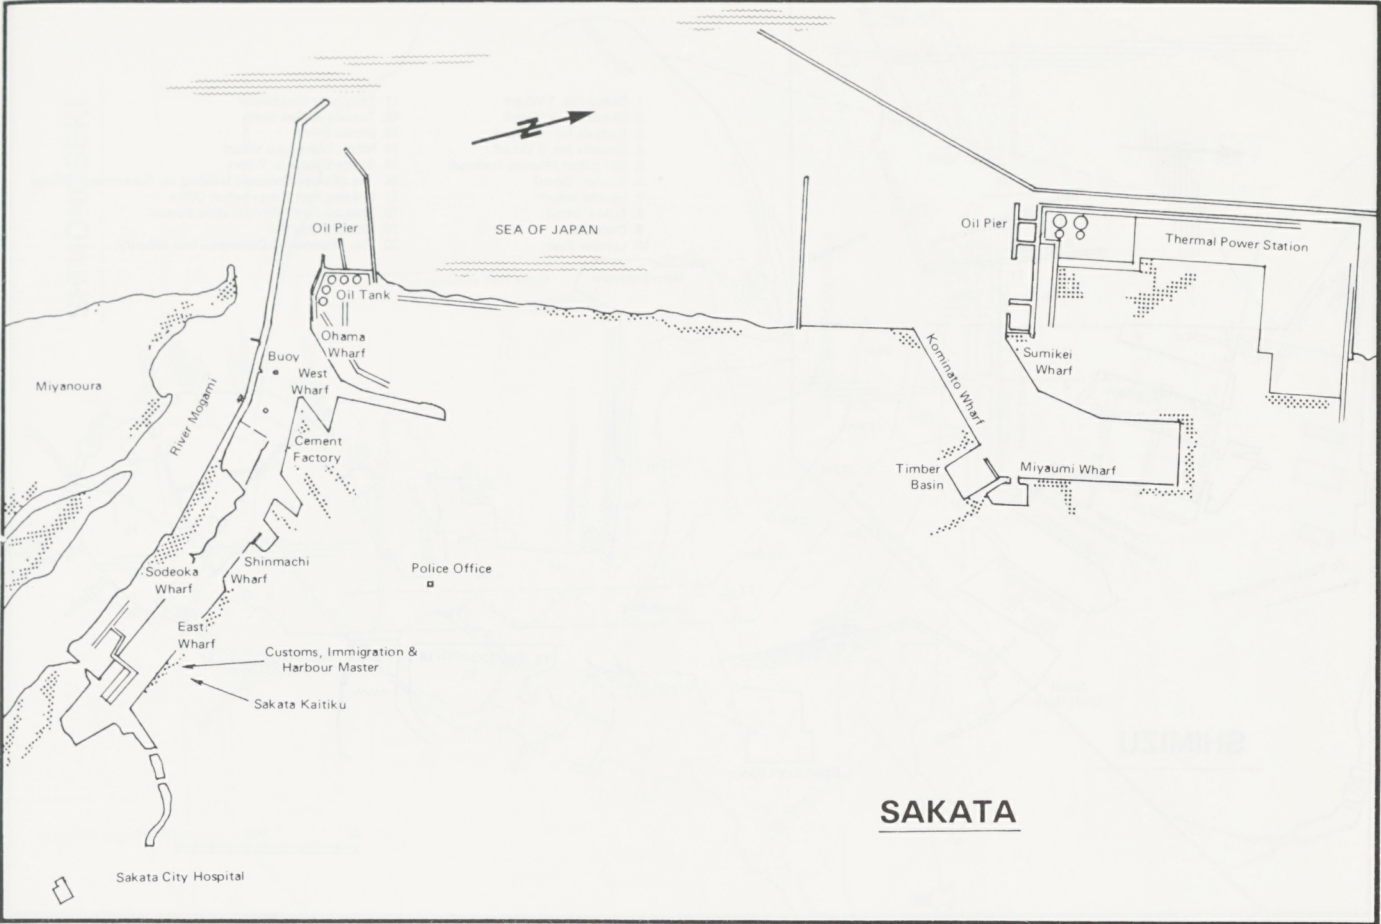 N
SEA OF JAPAN
Oil Pier
Oil Tank
Ohama
Wharf
Buoy
West
Wharf
Miyanoura
River Mogami
Cement
Factory
Sodeoka
Wharf
Shinmachi
Wharf
East
Wharf
Police Office
Customs, Immigration &
Harbour Master
Sakata Kaitiku
Sakata City Hospital
Oil Pier
Thermal Power Station
Kominato Wharf
Sumikei
Wharf
Timber
Basin
Miyaumi Wharf
SAKATA
SHIMIZU